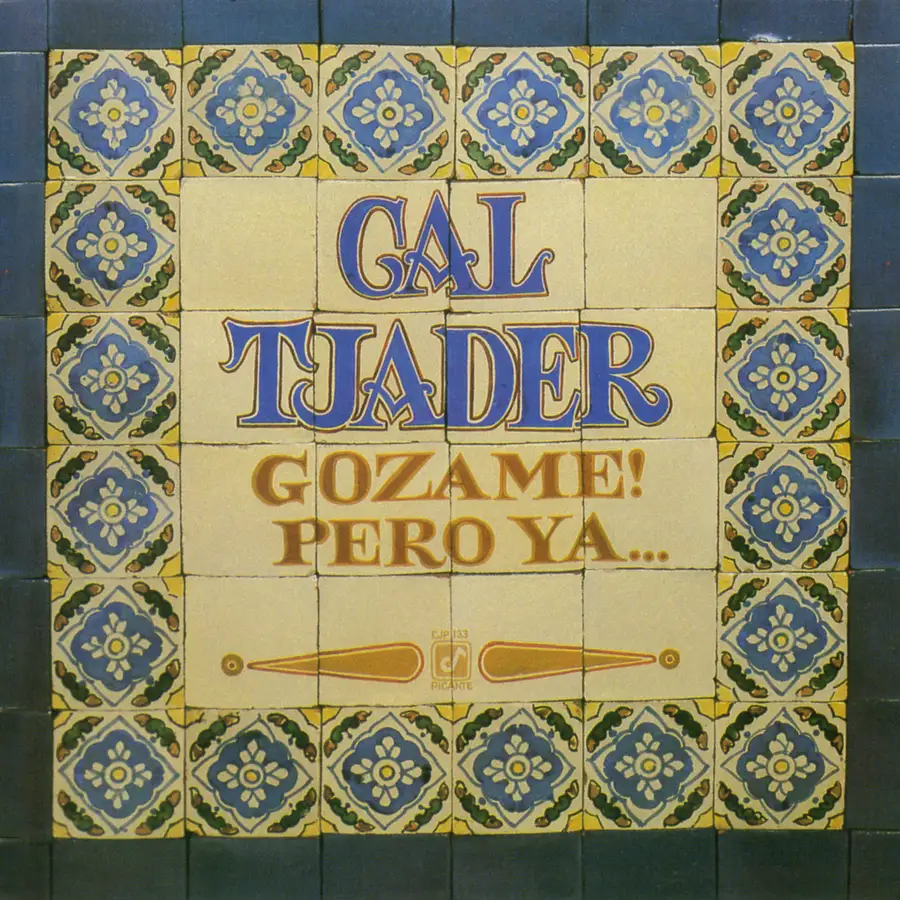 CAL
TJADER
GOZAME!
PERO YA...
CJP 133
PICANTE